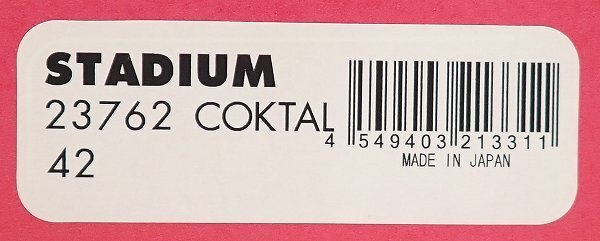 STADIUM
23762 COKTAL
42
4 549403 213311
MADE IN JAPAN